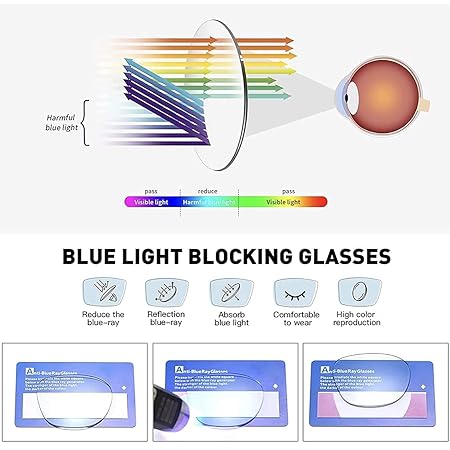 Harmful
blue light
pass reduce pass
Visible light Harmful blue light Visible light
BLUE LIGHT BLOCKING GLASSES
Reduce the
blue-ray
Reflection
blue-ray
Absorb
blue light
Comfortable
to wear
High color
reproduction
Anti-BlueRayGlasses
Anti-BlueRayGlasses
Anti-BlueRayGlasses